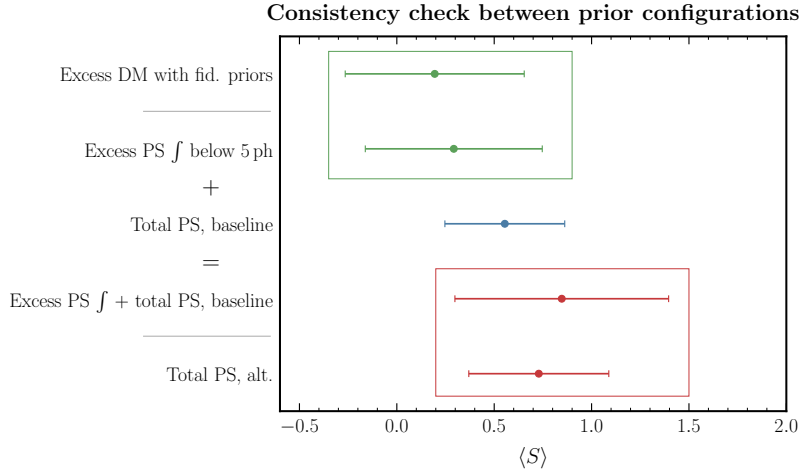 Consistency check between prior configurations
Excess DM with fid. priors
Excess PS ∫ below 5 ph
+
Total PS, baseline
=
Excess PS ∫ + total PS, baseline
Total PS, alt.
−0.5 0.0 0.5 1.0 1.5 2.0
⟨S⟩